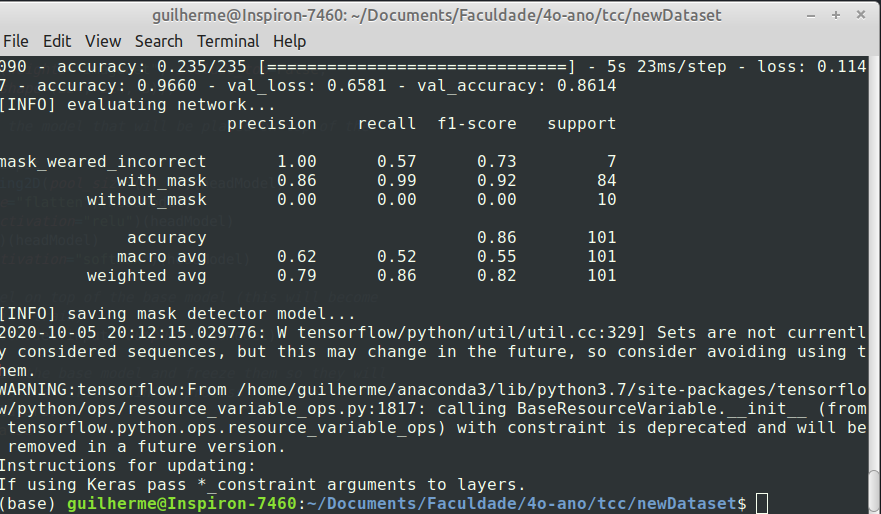 guilherme@Inspiron-7460: ~/Documents/Faculdade/4o-ano/tcc/newDataset
File Edit View Search Terminal Help
090 - accuracy: 0.235/235 [==============================] - 5s 23ms/step - loss: 0.114
7 - accuracy: 0.9660 - val_loss: 0.6581 - val_accuracy: 0.8614
[INFO] evaluating network...
precision recall f1-score support
mask_weared_incorrect 1.00 0.57 0.73 7
with_mask 0.86 0.99 0.92 84
without_mask 0.00 0.00 0.00 10
accuracy 0.86 101
macro avg 0.62 0.52 0.55 101
weighted avg 0.79 0.86 0.82 101
[INFO] saving mask detector model...
2020-10-05 20:12:15.029776: W tensorflow/python/util/util.cc:329] Sets are not currentl
y considered sequences, but this may change in the future, so consider avoiding using t
hem.
WARNING:tensorflow:From /home/guilherme/anaconda3/lib/python3.7/site-packages/tensorflo
w/python/ops/resource_variable_ops.py:1817: calling BaseResourceVariable.__init__ (from
tensorflow.python.ops.resource_variable_ops) with constraint is deprecated and will be
removed in a future version.
Instructions for updating:
If using Keras pass *_constraint arguments to layers.
(base) guilherme@Inspiron-7460:~/Documents/Faculdade/4o-ano/tcc/newDataset$